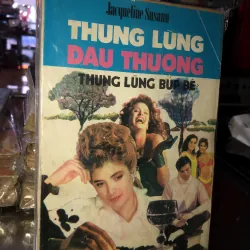 Jacqueline Susann
THUNG LŨNG
ĐAU THƯƠNG
THUNG LŨNG BÚP BÊ